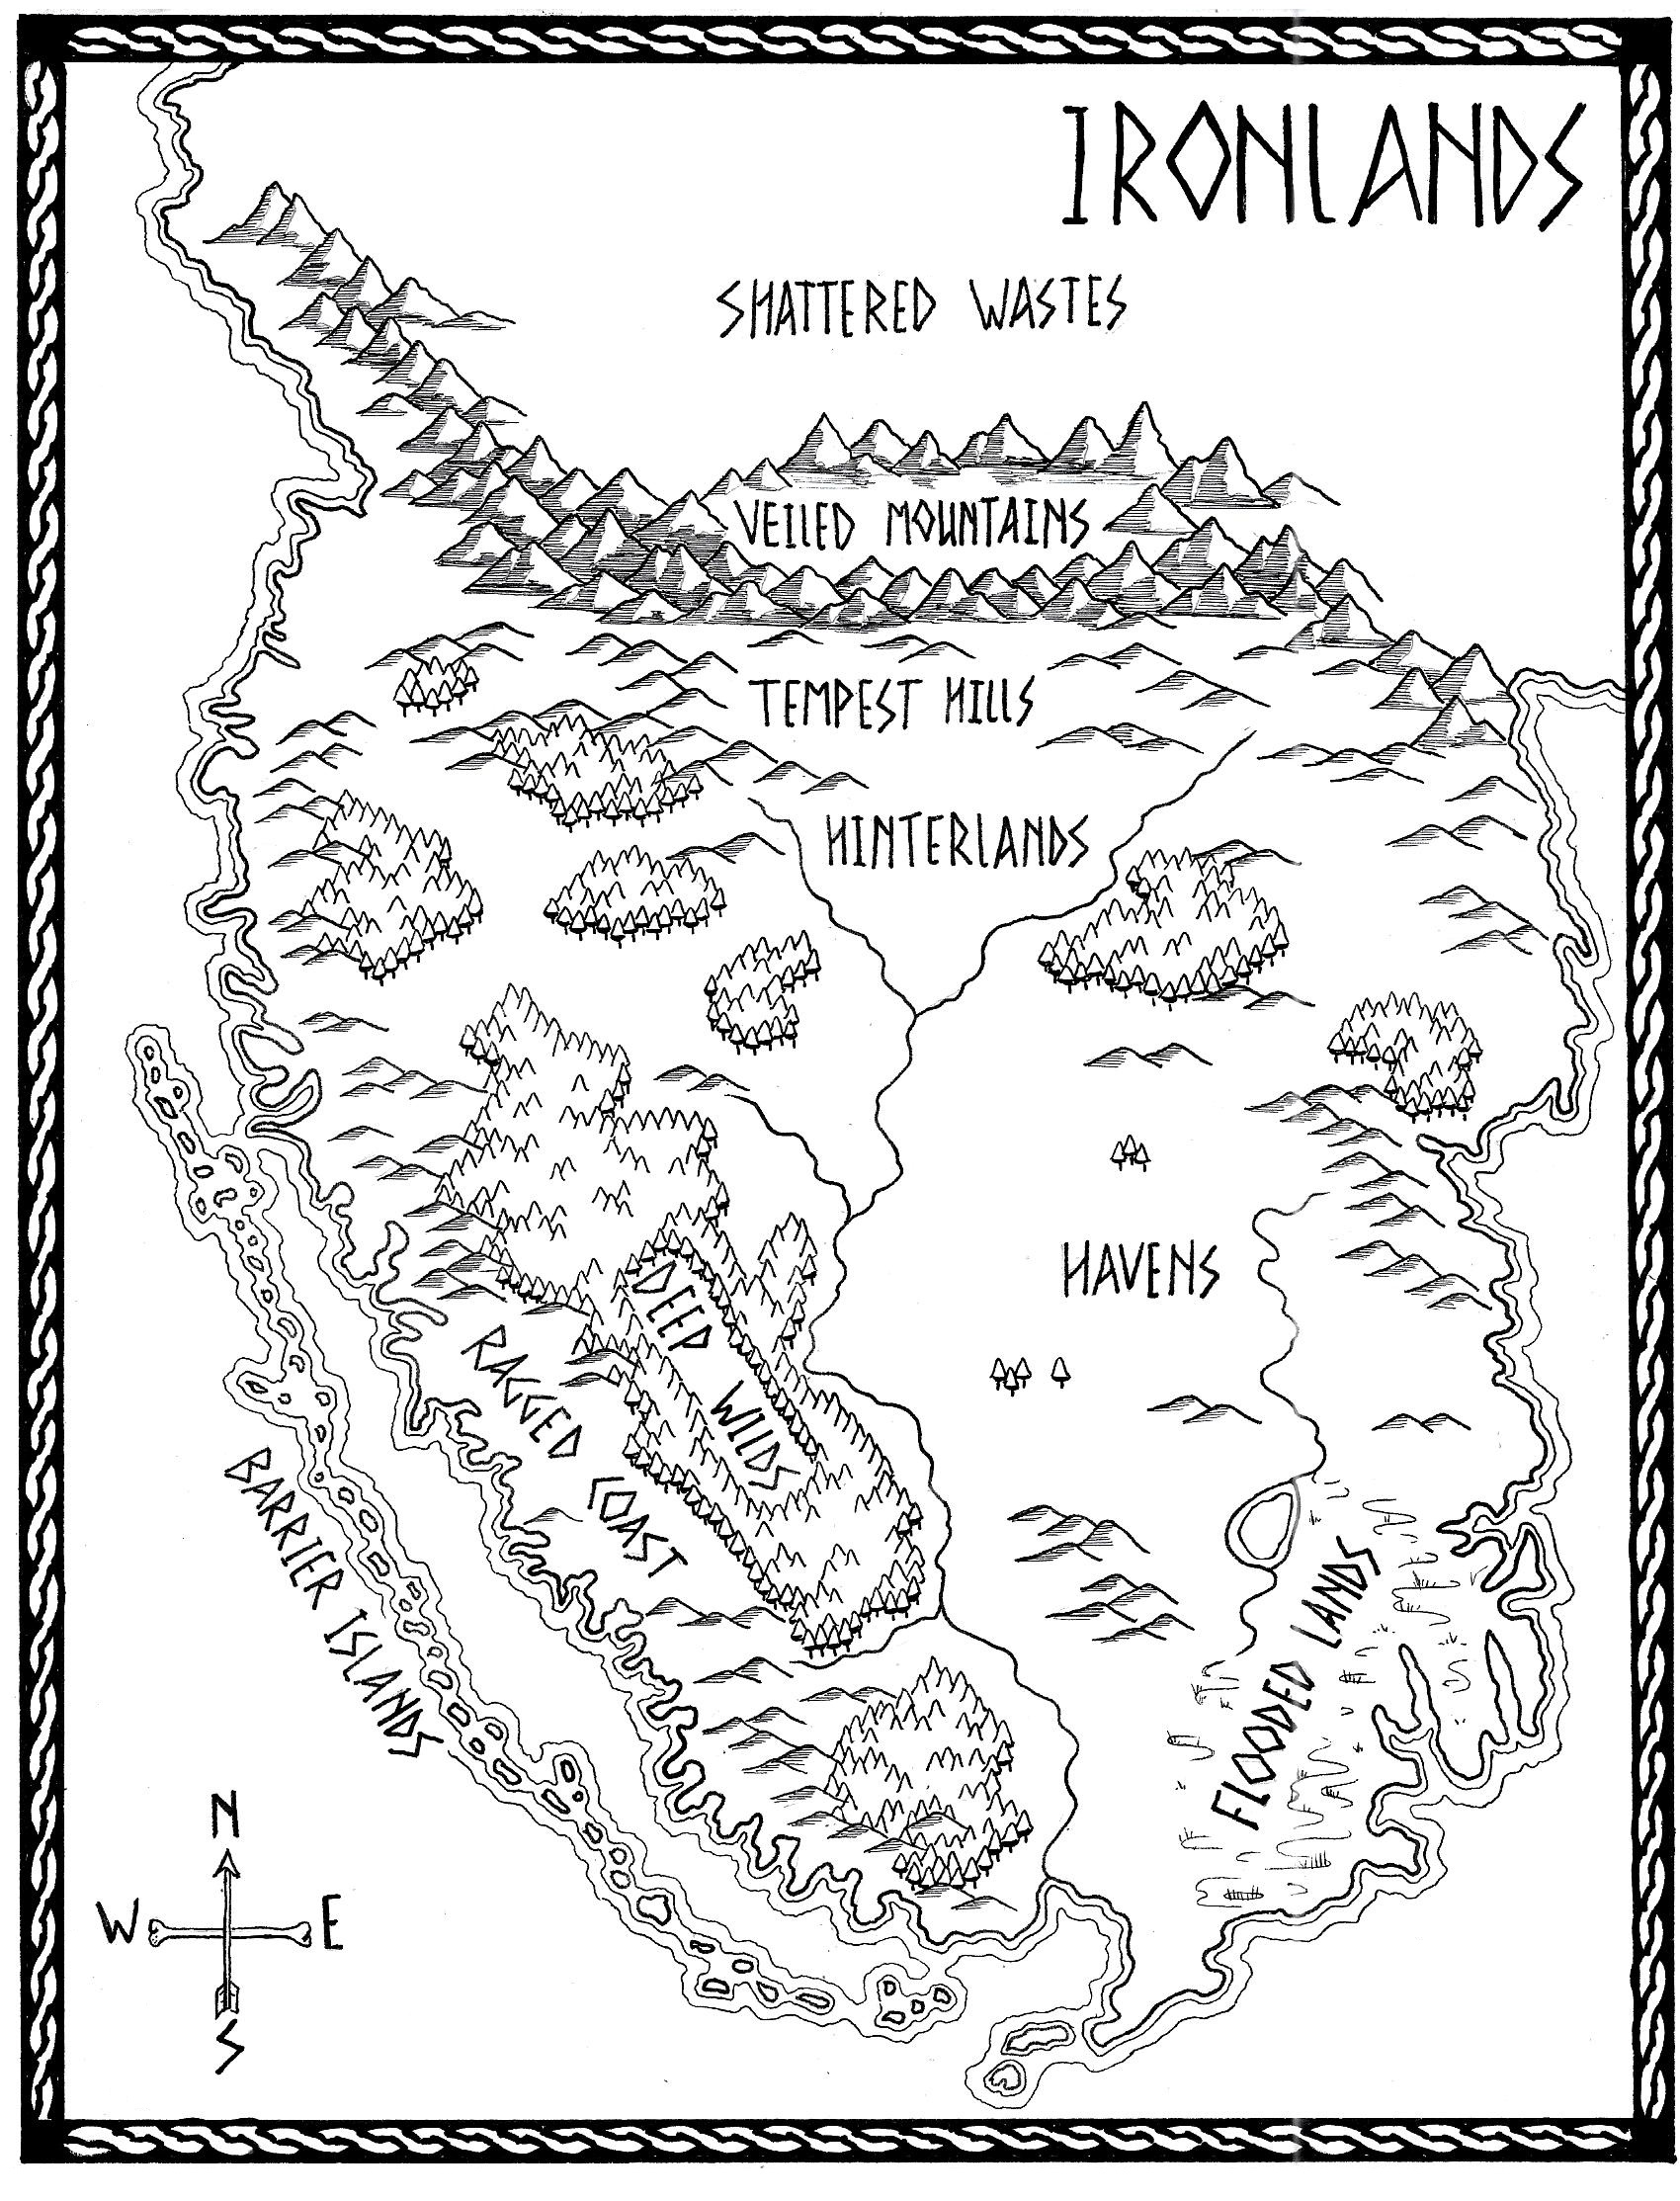 IRONLANDS
SHATTERED WASTES
VEILED MOUNTAINS
TEMPEST HILLS
HINTERLANDS
HAVENS
DEEP WILDS
RAGGED COAST
BARRIER ISLANDS
FLOODED LANDS
N
W E
S